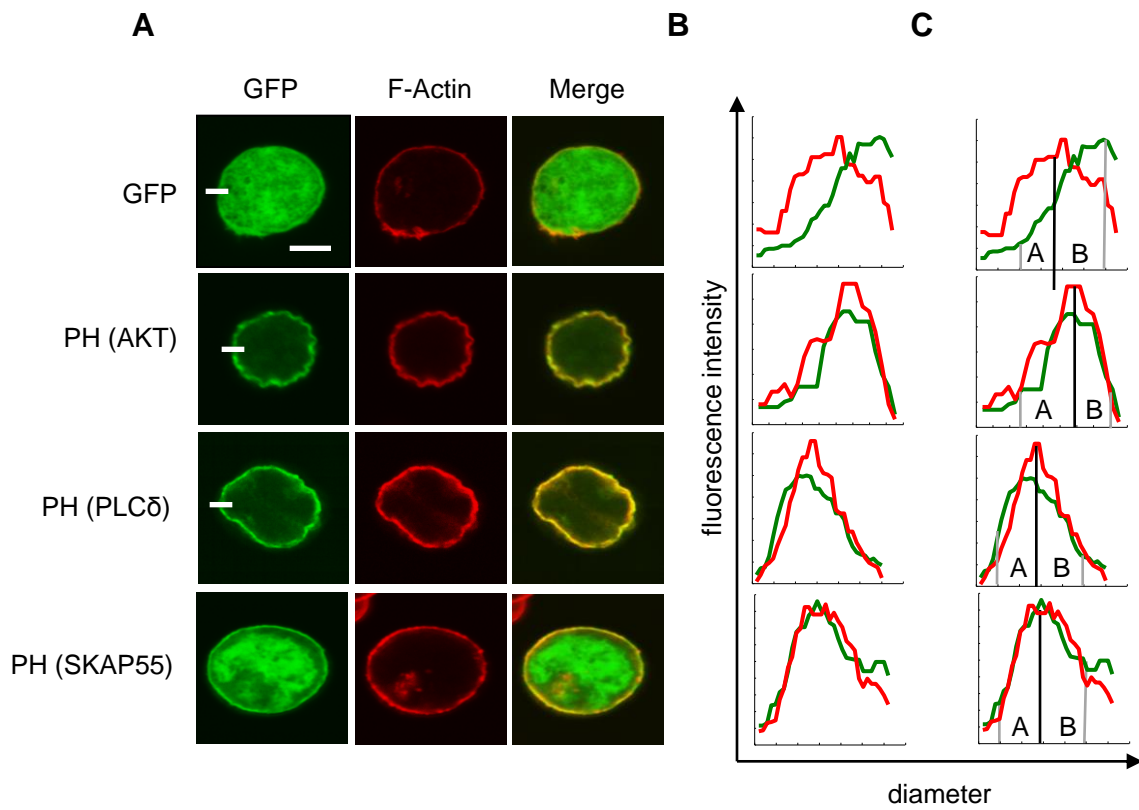 A
B
C
GFP
F-Actin
Merge
GFP
PH (AKT)
PH (PLCδ)
PH (SKAP55)
fluorescence intensity
A B
A B
A B
A B
diameter